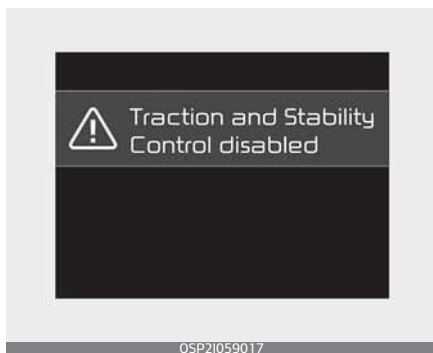 Traction and Stability
Control disabled
OSP2I059017